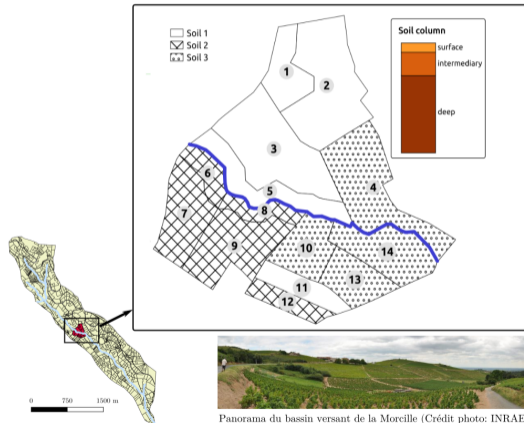 Soil 1
Soil 2
Soil 3
Soil column
surface
intermediary
deep
1
2
3
4
5
6
7
8
9
10
11
12
13
14
0 750 1500 m
Panorama du bassin versant de la Morcille (Crédit photo: INRAE